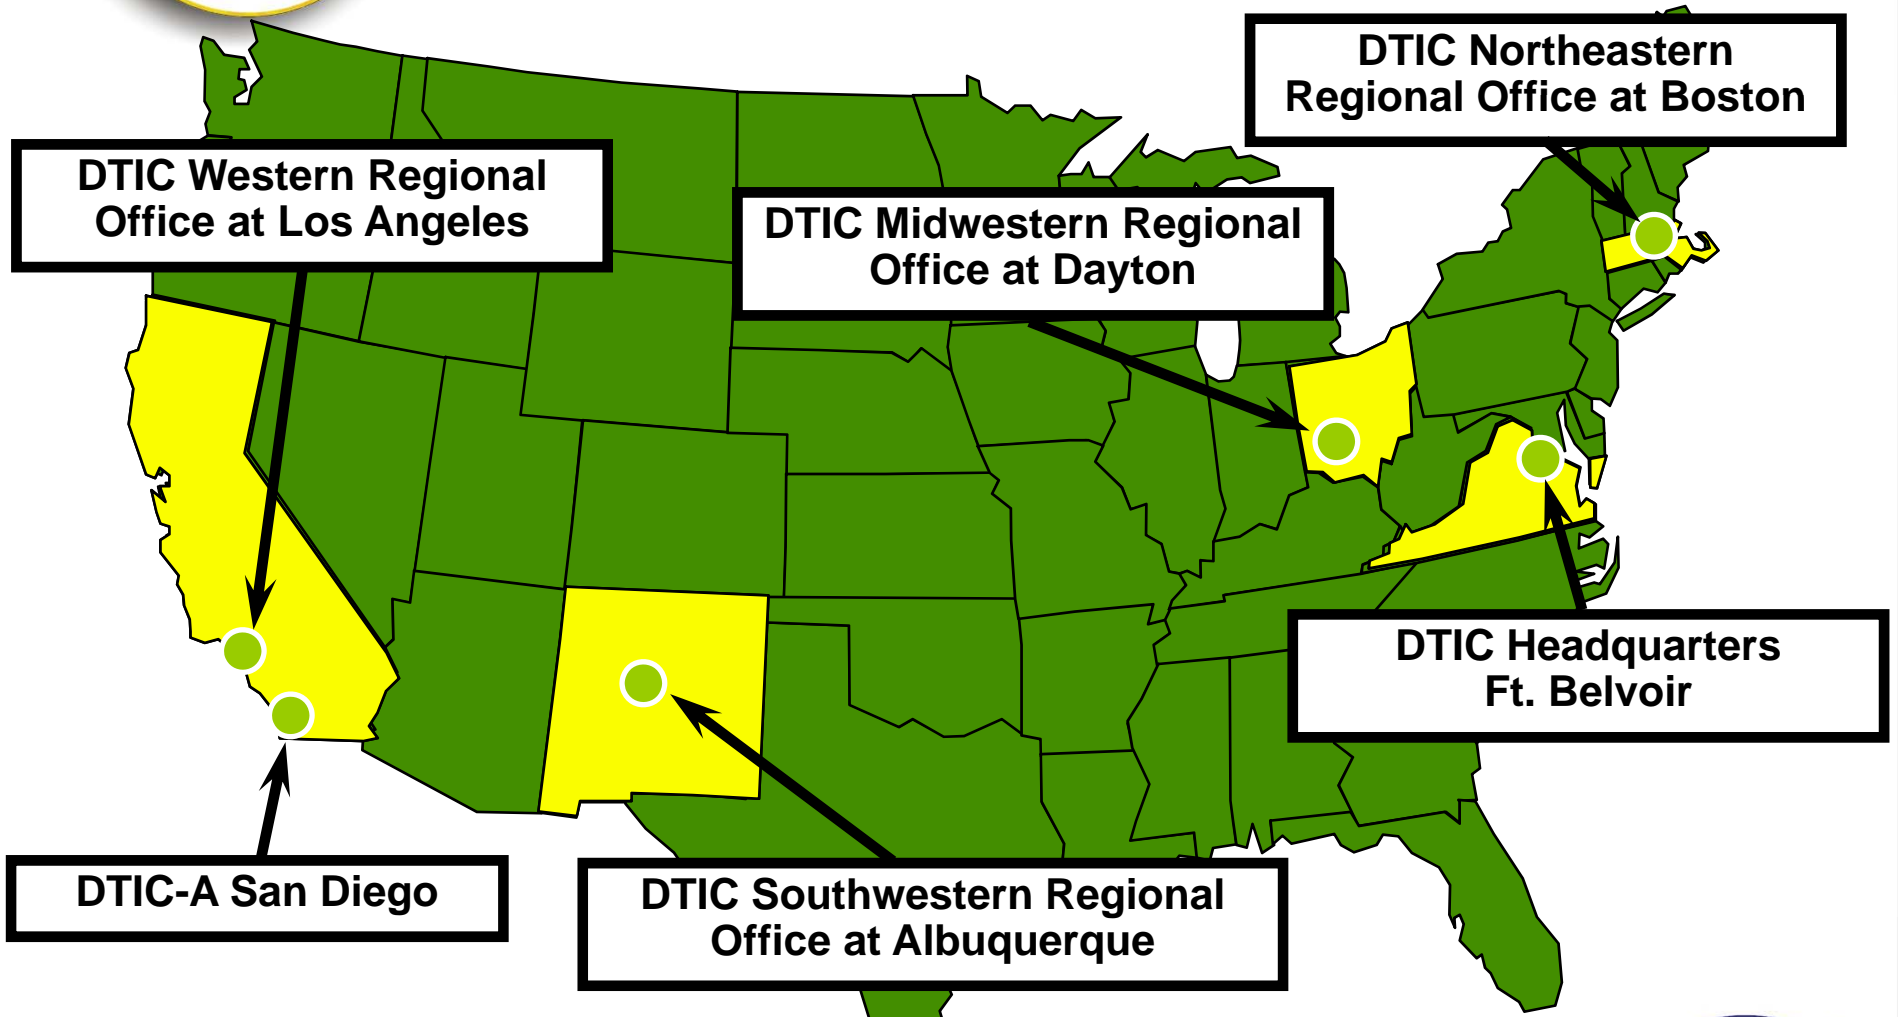 DTIC Northeastern
Regional Office at Boston
DTIC Western Regional
Office at Los Angeles
DTIC Midwestern Regional
Office at Dayton
DTIC Headquarters
Ft. Belvoir
DTIC-A San Diego
DTIC Southwestern Regional
Office at Albuquerque